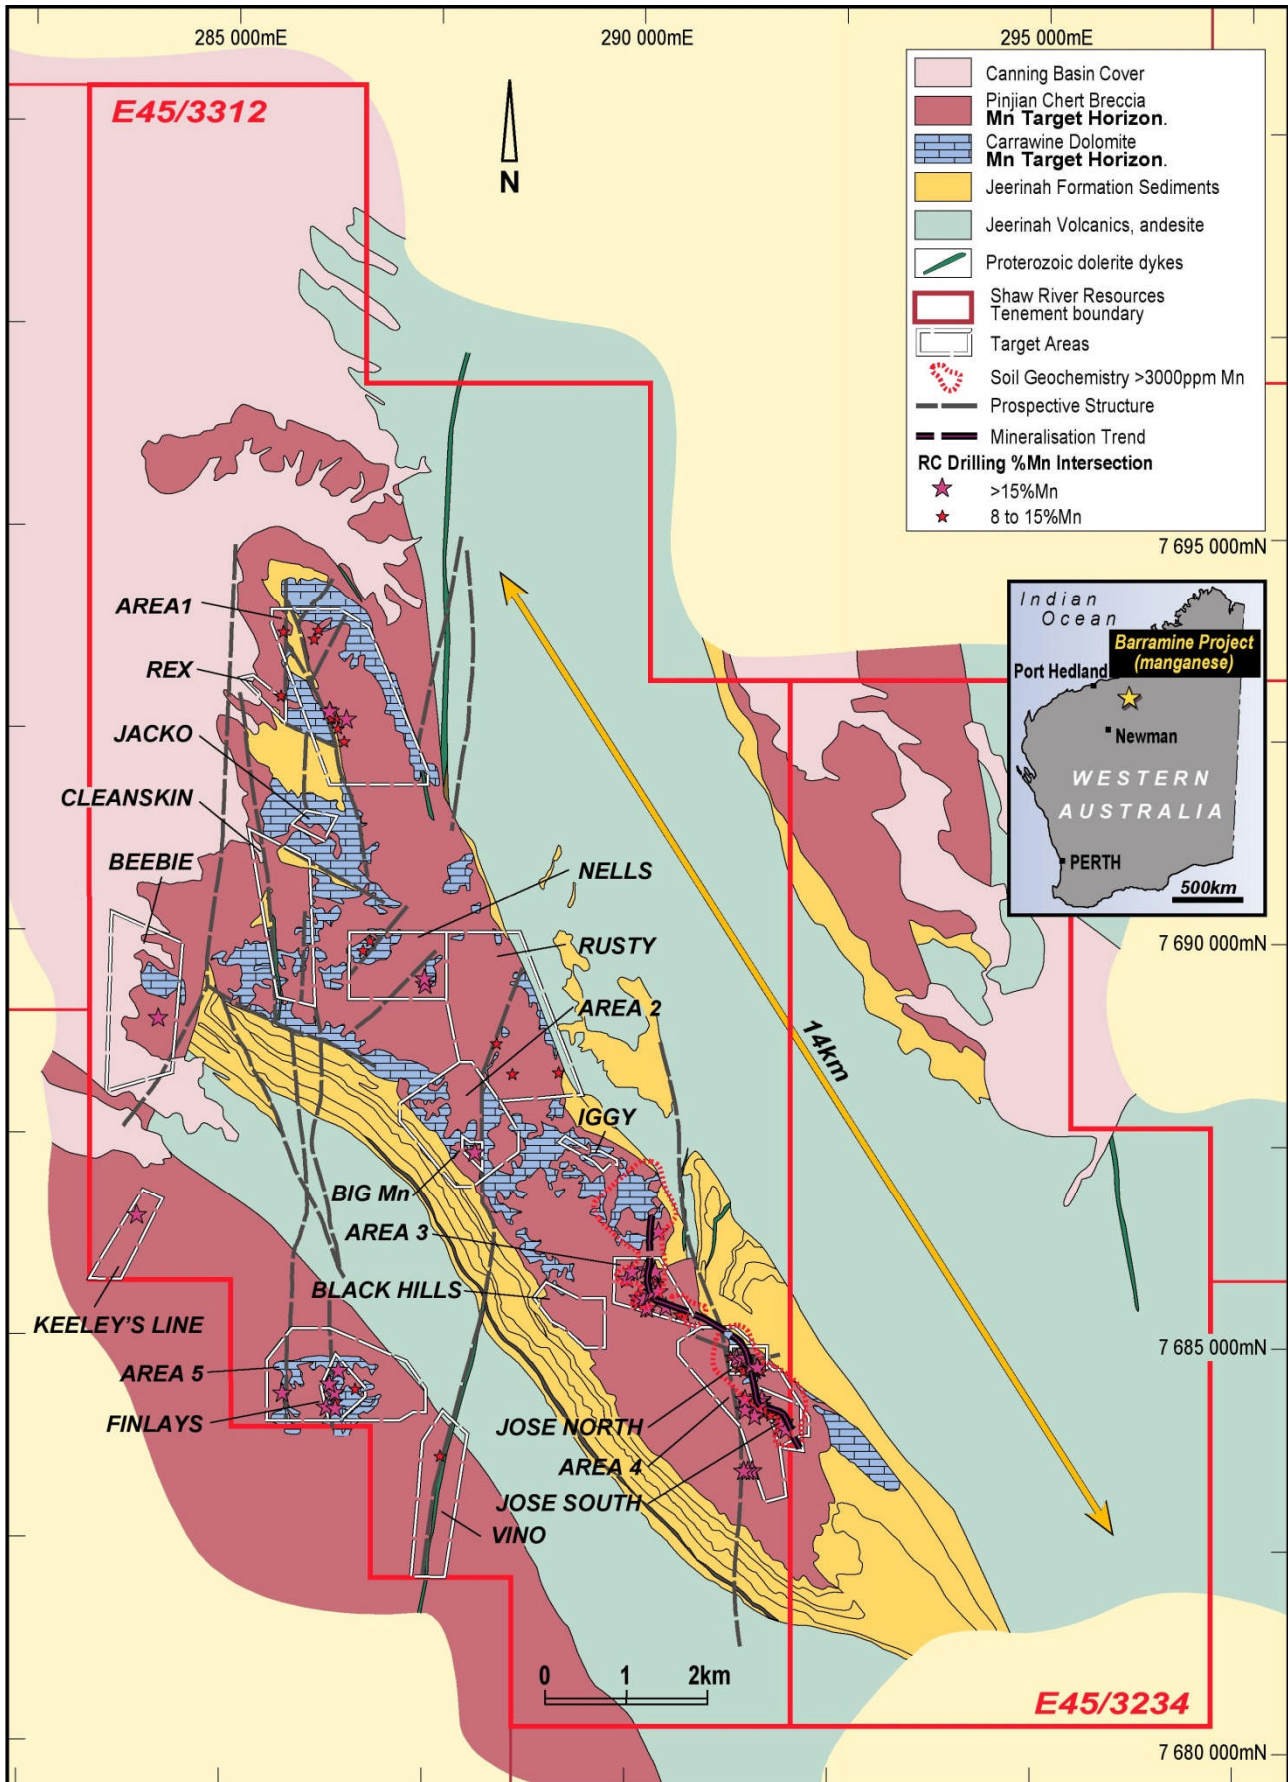 285 000mE
290 000mE
295 000mE
E45/3312
N
Canning Basin Cover
Pinjian Chert Breccia
Mn Target Horizon.
Carrawine Dolomite
Mn Target Horizon.
Jeerinah Formation Sediments
Jeerinah Volcanics, andesite
Proterozoic dolerite dykes
Shaw River Resources
Tenement boundary
Target Areas
Soil Geochemistry >3000ppm Mn
Prospective Structure
Mineralisation Trend
RC Drilling %Mn Intersection
>15%Mn
8 to 15%Mn
7 695 000mN
Indian
Ocean
Barramine Project
(manganese)
Port Hedland
Newman
WESTERN
AUSTRALIA
PERTH
500km
AREA1
REX
JACKO
CLEANSKIN
BEEBIE
NELLS
RUSTY
AREA 2
7 690 000mN
14km
IGGY
BIG Mn
AREA 3
BLACK HILLS
KEELEY'S LINE
AREA 5
FINLAYS
7 685 000mN
JOSE NORTH
AREA 4
JOSE SOUTH
VINO
0 1 2km
E45/3234
7 680 000mN